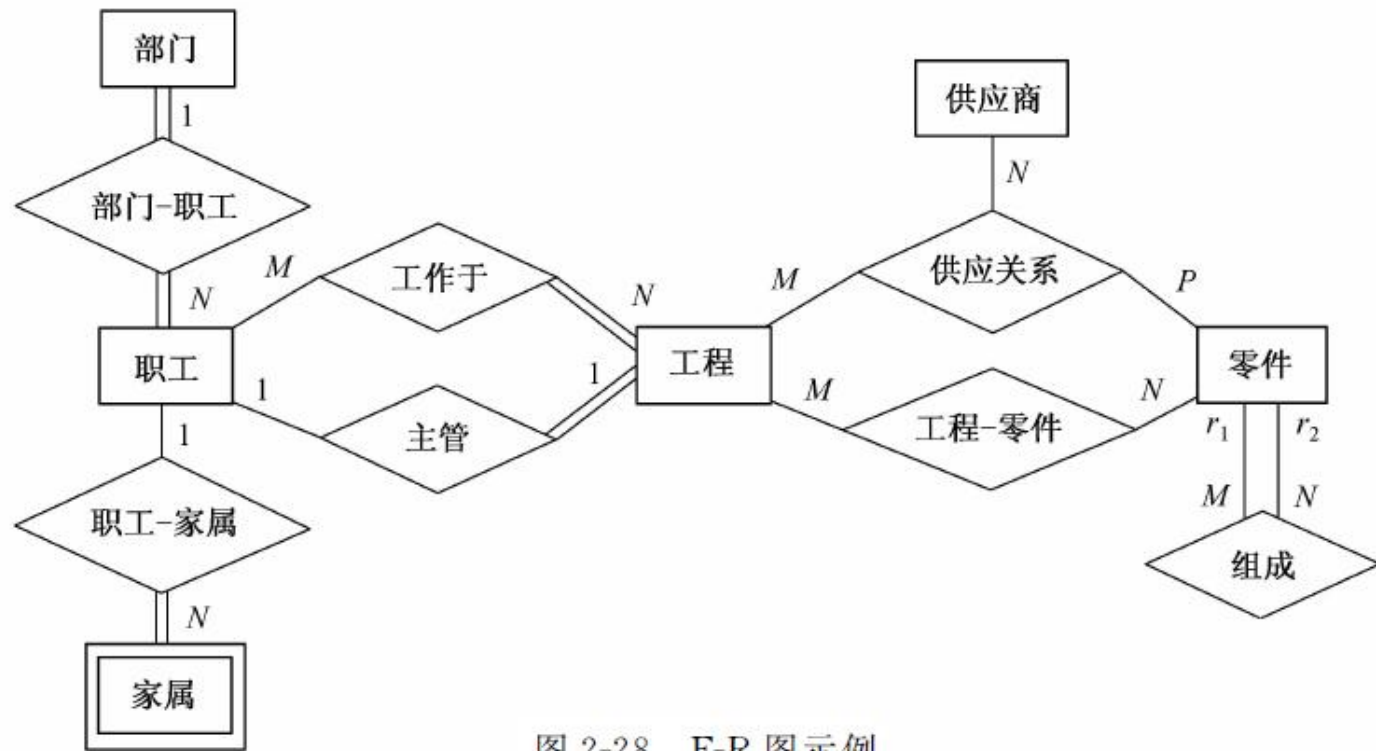 部门
1
部门-职工
N
职工
1
职工-家属
N
家属
M
工作于
N
1
主管
1
工程
供应商
N
M
供应关系
P
M
工程-零件
N
零件
r1
r2
M
N
组成
图 2-28 E-R 图示例